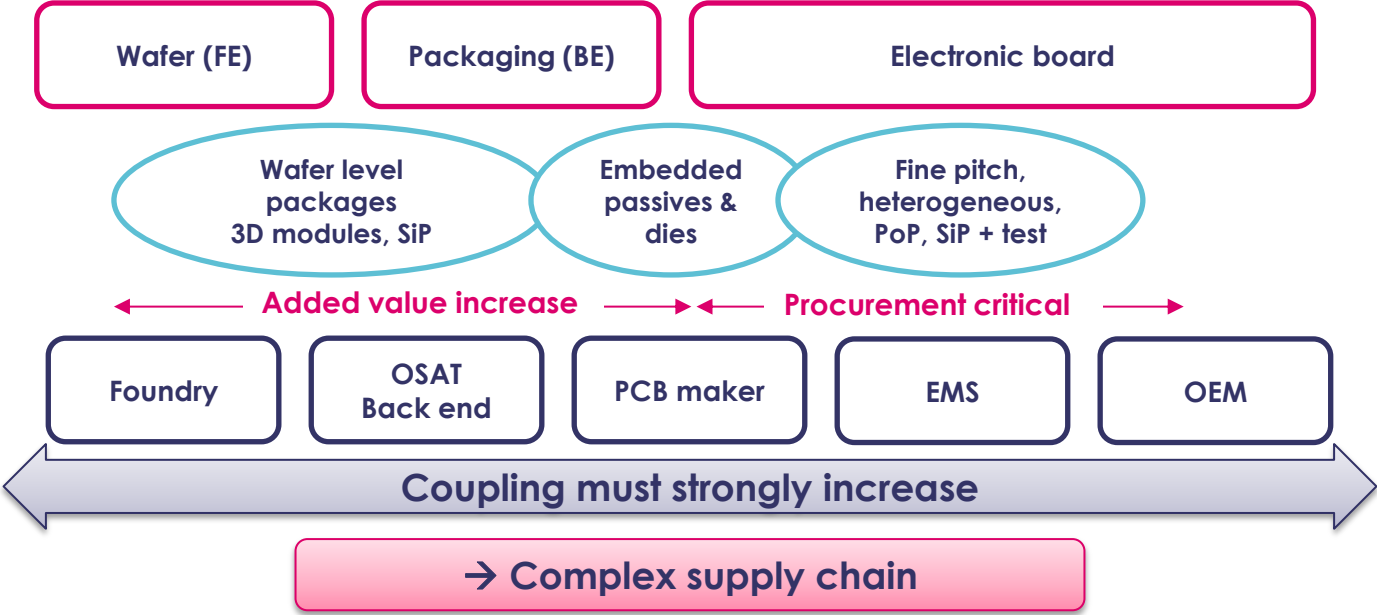 Wafer (FE)
Packaging (BE)
Electronic board
Wafer level
packages
3D modules, SiP
Embedded
passives &
dies
Fine pitch,
heterogeneous,
PoP, SiP + test
Added value increase
Procurement critical
Foundry
OSAT
Back end
PCB maker
EMS
OEM
Coupling must strongly increase
→ Complex supply chain